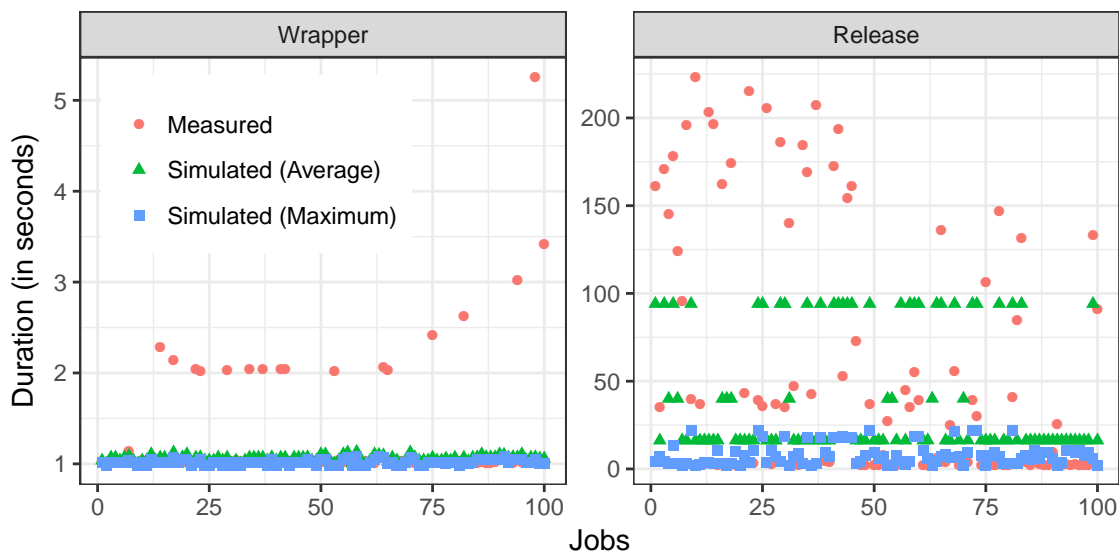 Wrapper
Release
Duration (in seconds)
5
4
3
2
1
Measured
Simulated (Average)
Simulated (Maximum)
200
150
100
50
0
0 25 50 75 100
0 25 50 75 100
Jobs